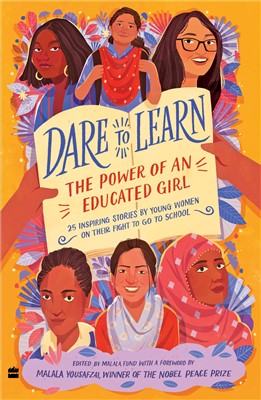 DARE TO LEARN
THE POWER OF AN
EDUCATED GIRL
25 INSPIRING STORIES BY YOUNG WOMEN
ON THEIR FIGHT TO GO TO SCHOOL
EDITED BY MALALA FUND WITH A FOREWORD BY
MALALA YOUSAFZAI, WINNER OF THE NOBEL PEACE PRIZE